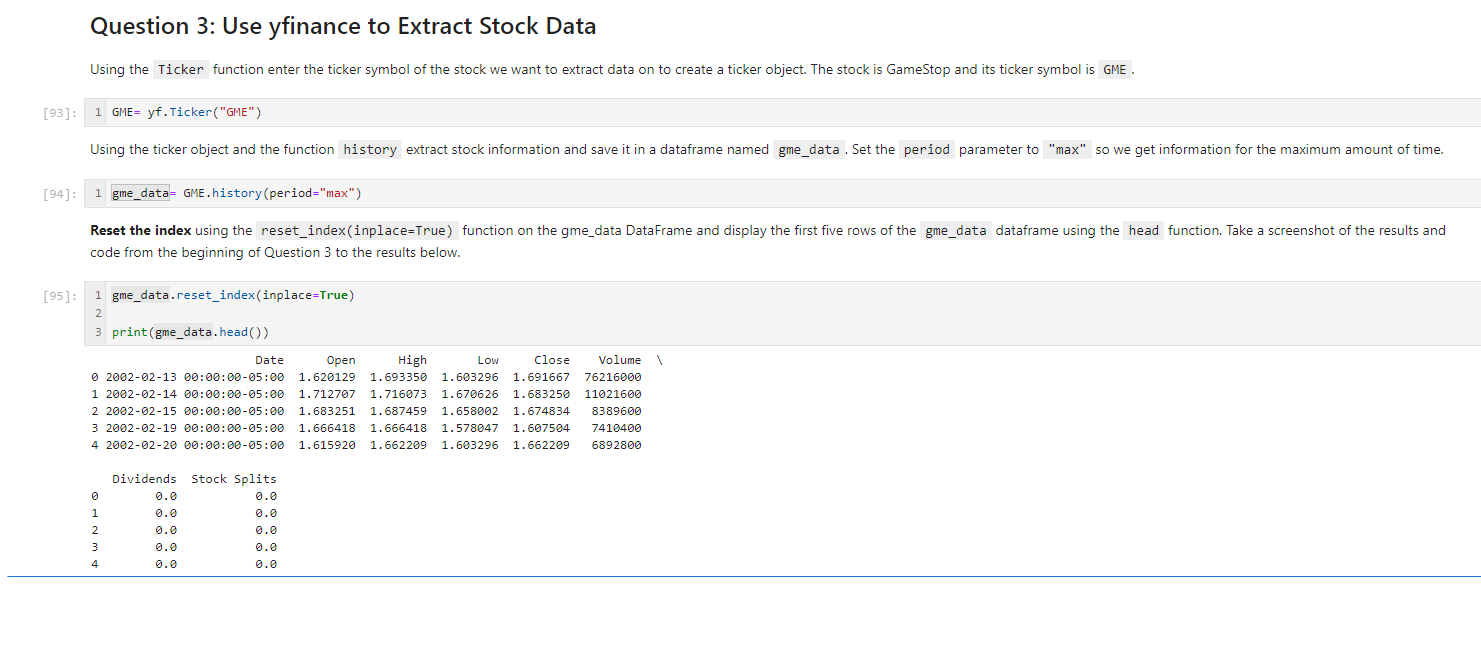 Question 3: Use yfinance to Extract Stock Data
Using the Ticker function enter the ticker symbol of the stock we want to extract data on to create a ticker object. The stock is GameStop and its ticker symbol is GME .
[93]: 1 GME= yf.Ticker("GME")
Using the ticker object and the function history extract stock information and save it in a dataframe named gme_data . Set the period parameter to "max" so we get information for the maximum amount of time.
[94]: 1 gme_data= GME.history(period="max")
Reset the index using the reset_index(inplace=True) function on the gme_data DataFrame and display the first five rows of the gme_data dataframe using the head function. Take a screenshot of the results and
code from the beginning of Question 3 to the results below.
[95]: 1 gme_data.reset_index(inplace=True)
2
3 print(gme_data.head())
Date Open High Low Close Volume \
0 2002-02-13 00:00:00-05:00 1.620129 1.693350 1.603296 1.691667 76216000
1 2002-02-14 00:00:00-05:00 1.712707 1.716073 1.670626 1.683250 11021600
2 2002-02-15 00:00:00-05:00 1.683251 1.687459 1.658002 1.674834 8389600
3 2002-02-19 00:00:00-05:00 1.666418 1.666418 1.578047 1.607504 7410400
4 2002-02-20 00:00:00-05:00 1.615920 1.662209 1.603296 1.662209 6892800
Dividends Stock Splits
0 0.0 0.0
1 0.0 0.0
2 0.0 0.0
3 0.0 0.0
4 0.0 0.0